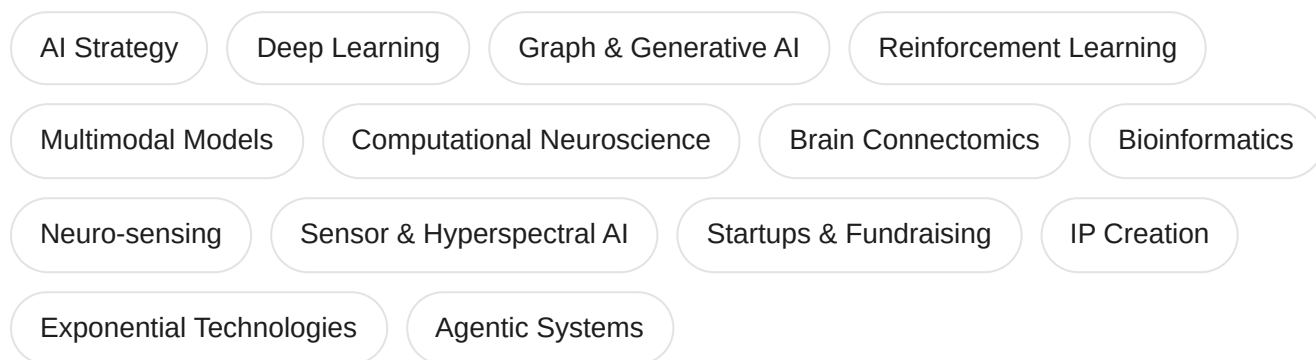 AI Strategy Deep Learning Graph & Generative AI Reinforcement Learning
Multimodal Models Computational Neuroscience Brain Connectomics Bioinformatics
Neuro-sensing Sensor & Hyperspectral AI Startups & Fundraising IP Creation
Exponential Technologies Agentic Systems